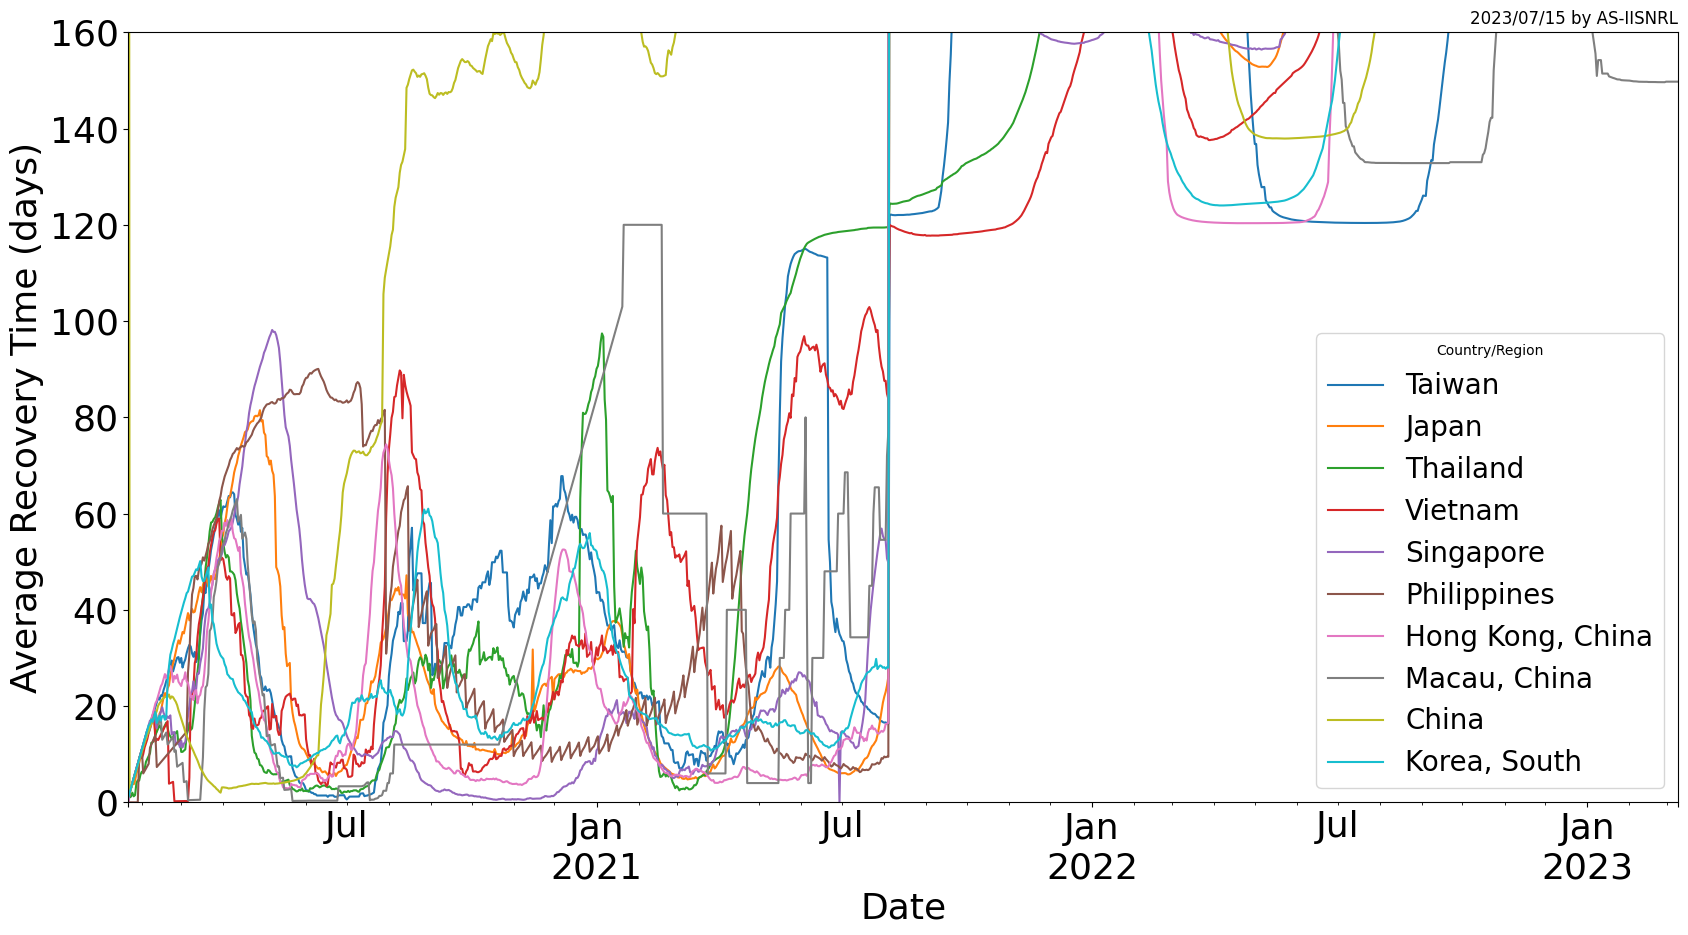 2023/07/15 by AS-IISNRL
Average Recovery Time (days)
160
140
120
100
80
60
40
20
0
Country/Region
Taiwan
Japan
Thailand
Vietnam
Singapore
Philippines
Hong Kong, China
Macau, China
China
Korea, South
Jul Jan Jul Jan Jul Jan
2021 2022 2023
Date